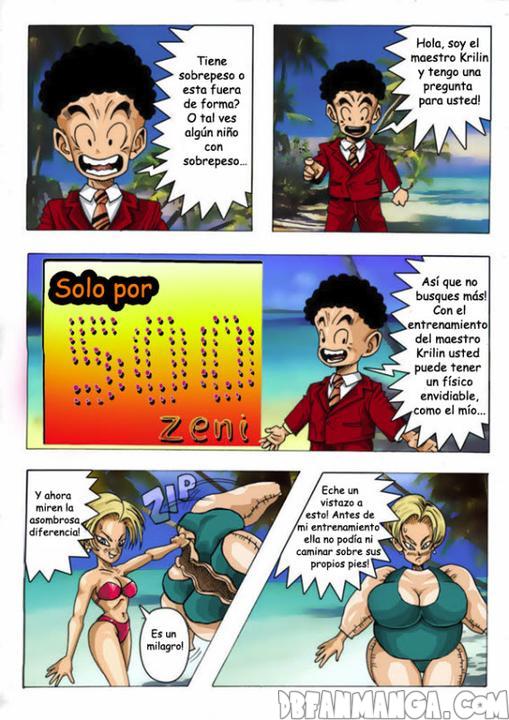 Hola, soy el
maestro Krilin
y tengo una
pregunta
para usted!
Tiene
sobrepeso o
esta fuera
de forma?
O tal ves
algún niño
con
sobrepeso...
Así que no
busques más!
Con el
entrenamiento
del maestro
Krilin usted
puede tener
un físico
envidiable,
como el mío...
Solo por
500
zeni
Eche un
vistazo a
esto! Antes de
mi entrenamiento
ella no podía ni
caminar sobre sus
propios pies!
Y ahora
miren la
asombrosa
diferencia!
ZIP
Es un
milagro!
DBFANMANGA.COM